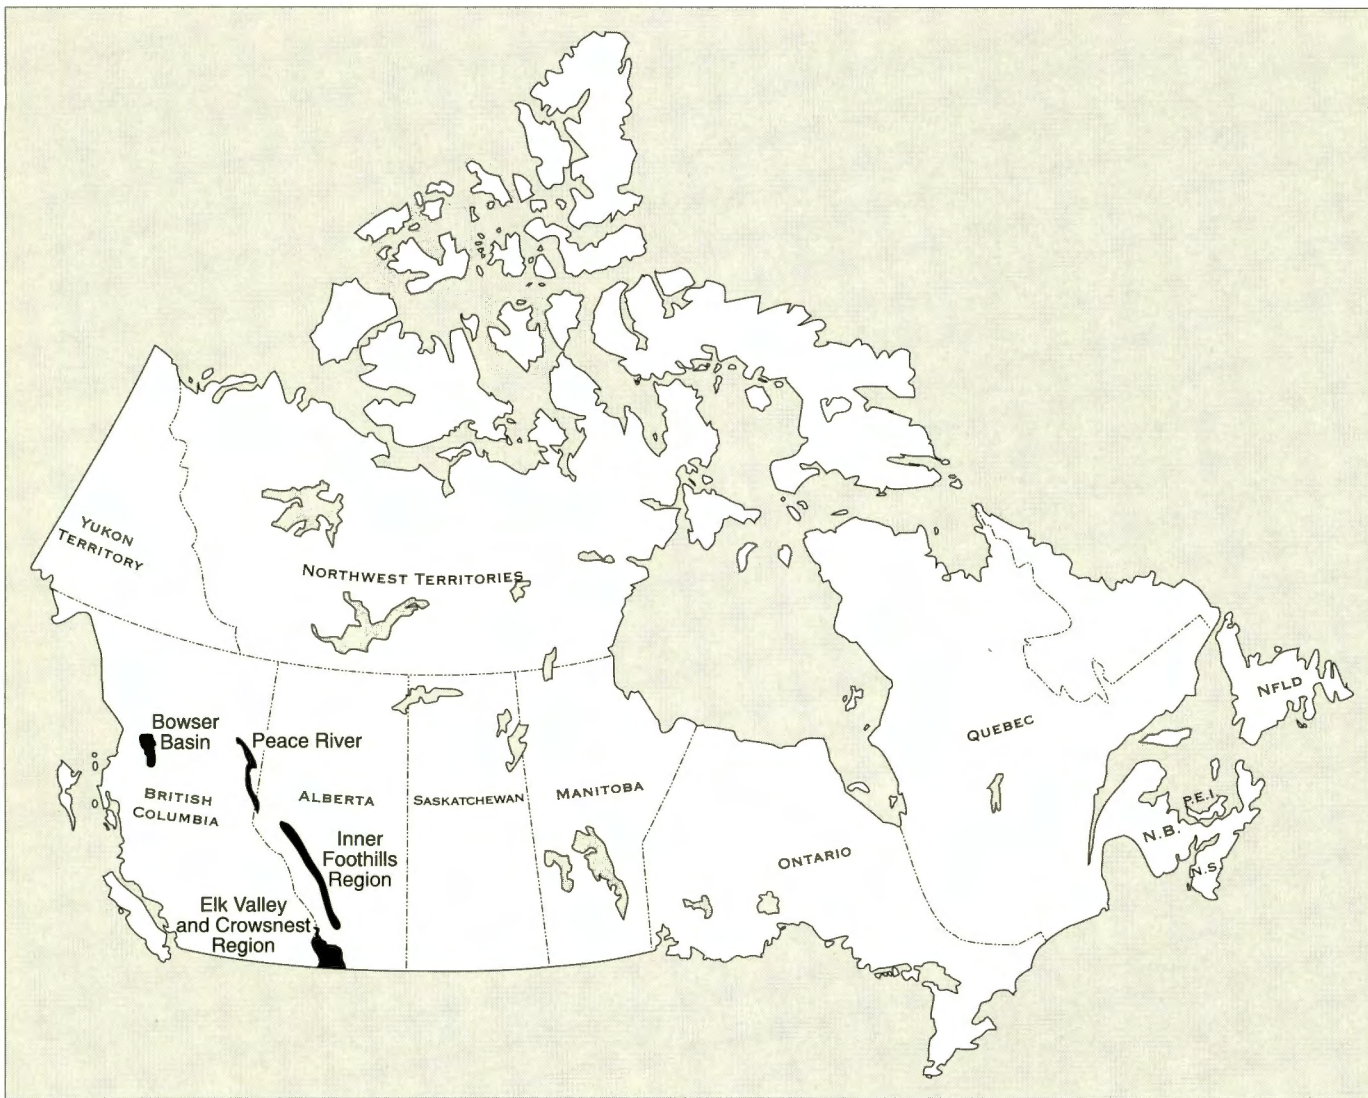 YUKON
TERRITORY
NORTHWEST TERRITORIES
Bowser
Basin
Peace River
BRITISH
COLUMBIA
ALBERTA
SASKATCHEWAN
MANITOBA
Inner
Foothills
Region
Elk Valley
and Crowsnest
Region
ONTARIO
QUEBEC
NFLD
P.E.I.
N.B.
N.S.